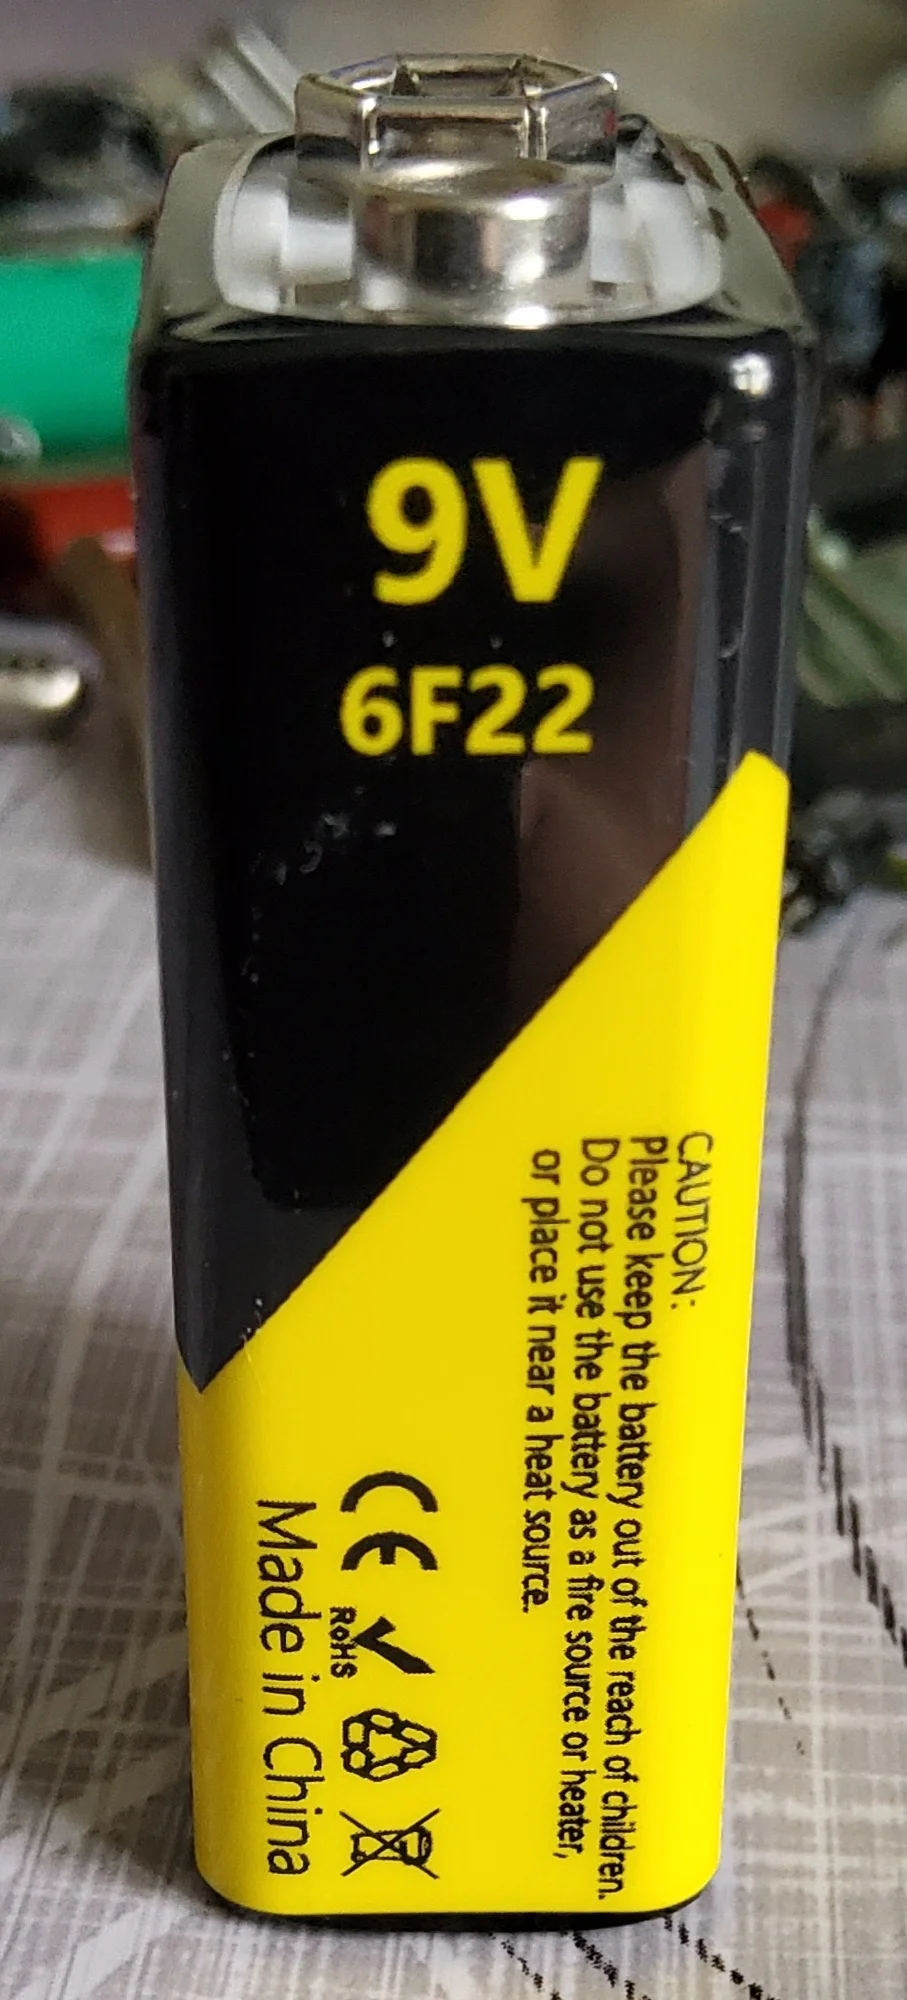 9V
6F22
CAUTION:
Please keep the battery out of the reach of children.
Do not use the battery as a fire source or heater,
or place it near a heat source.
CE
RoHS
Made in China